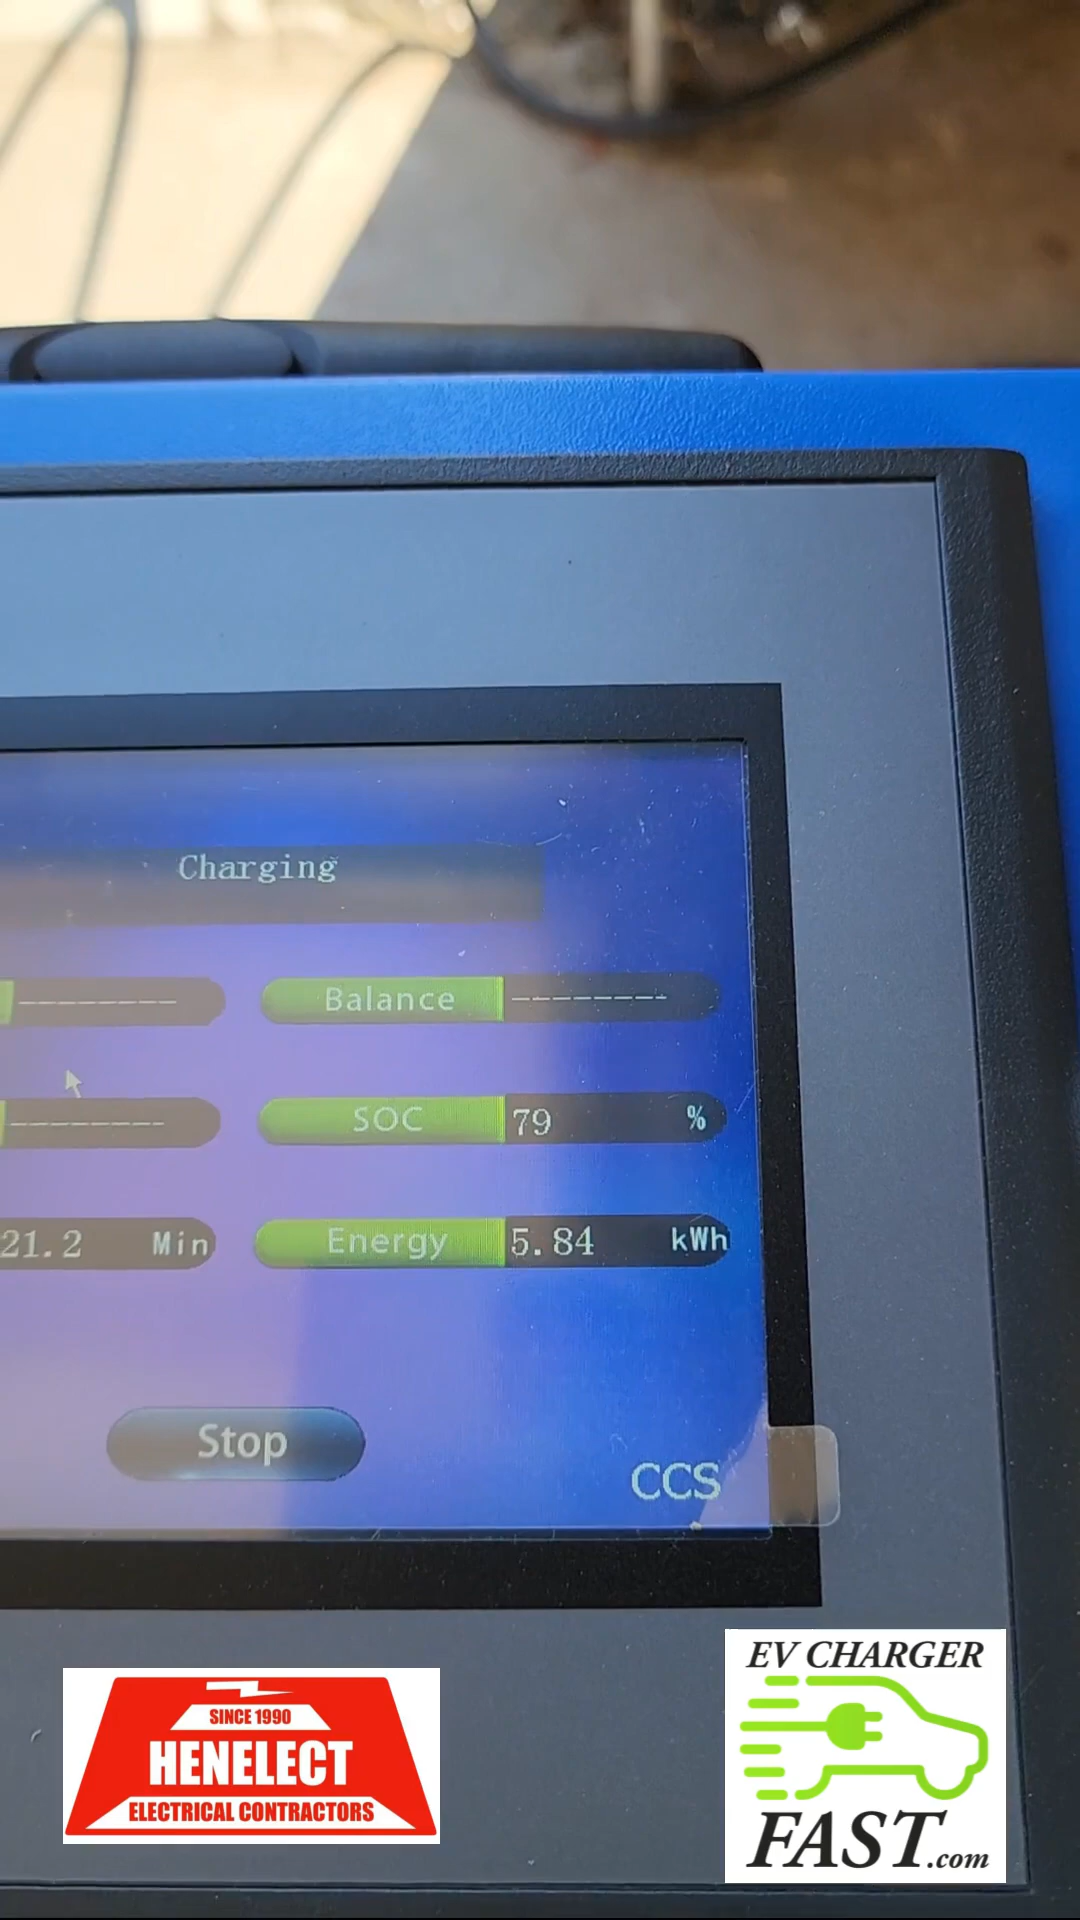 Charging
--------- Balance ---------
--------- SOC 79 %
21.2 Min Energy 5.84 kWh
Stop
CCS
SINCE 1990
HENELECT
ELECTRICAL CONTRACTORS
EV CHARGER
FAST.com